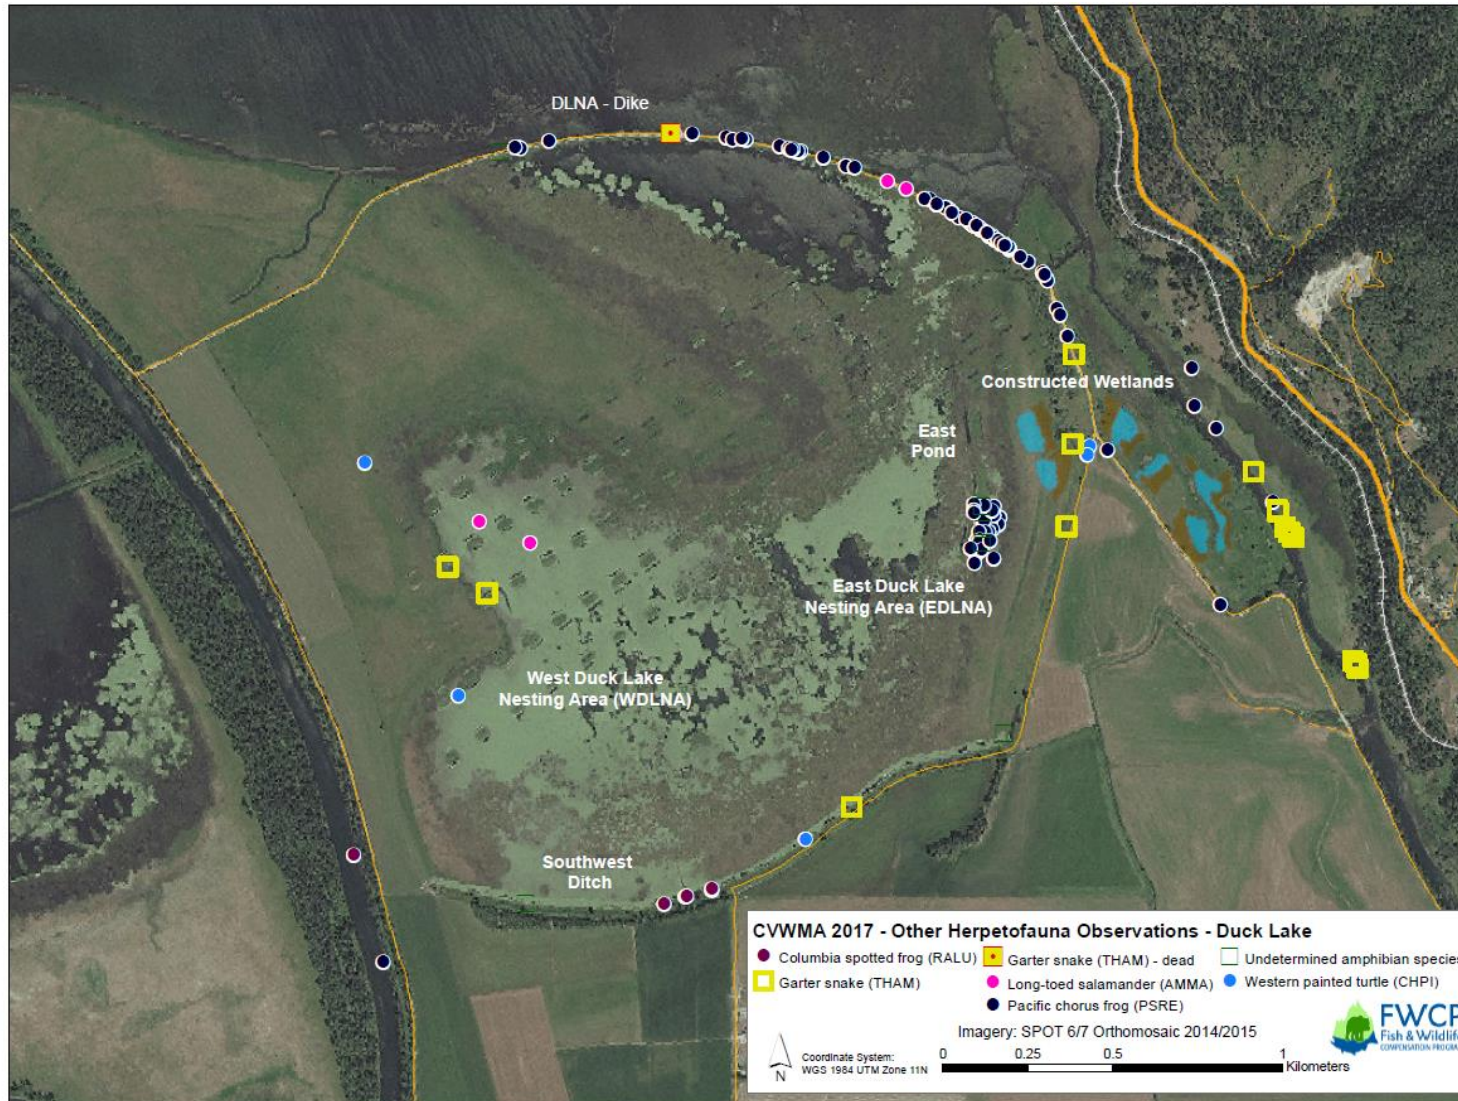 DLNA - Dike
Constructed Wetlands
East
Pond
East Duck Lake
Nesting Area (EDLNA)
West Duck Lake
Nesting Area (WDLNA)
Southwest
Ditch
CVWMA 2017 - Other Herpetofauna Observations - Duck Lake
Columbia spotted frog (RALU)
Garter snake (THAM) - dead
Undetermined amphibian species
Garter snake (THAM)
Long-toed salamander (AMMA)
Western painted turtle (CHPI)
Pacific chorus frog (PSRE)
Imagery: SPOT 6/7 Orthomosaic 2014/2015
N
Coordinate System:
WGS 1984 UTM Zone 11N
0 0.25 0.5 1
Kilometers
FWCP
Fish & Wildlife
COMPENSATION PROGRAM